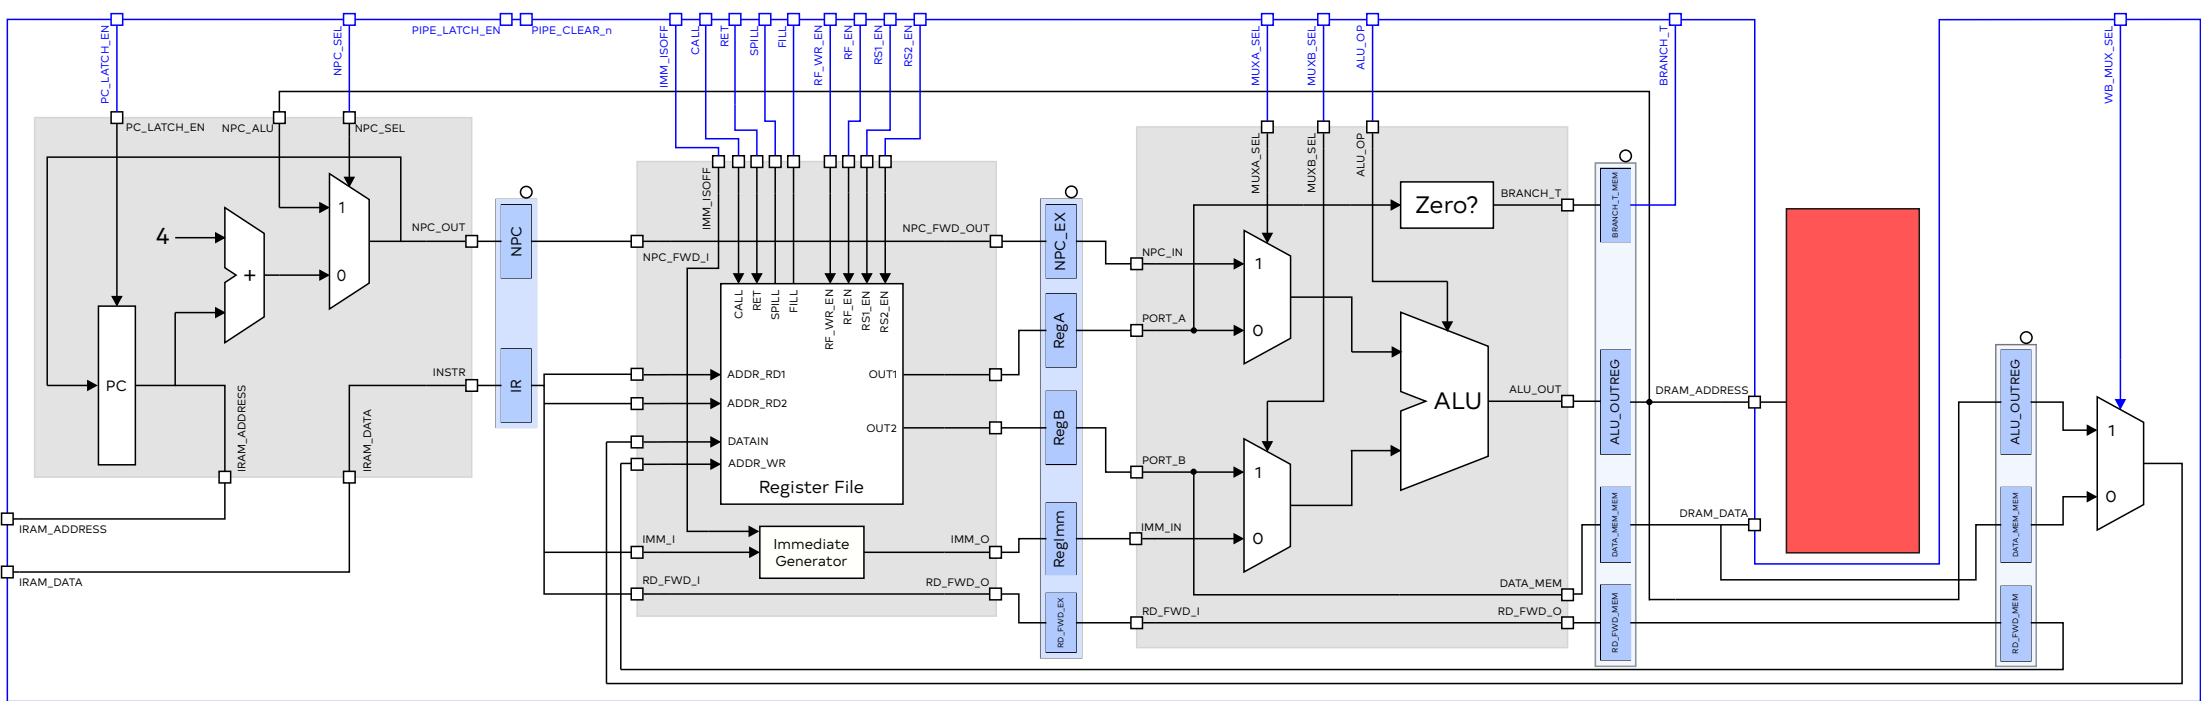 PC_LATCH_EN
NPC_SEL
PIPE_LATCH_EN
PIPE_CLEAR_n
IMM_ISOFF
CALL
RET
SPILL
FILL
RF_WR_EN
RF_EN
RS1_EN
RS2_EN
MUXA_SEL
MUXB_SEL
ALU_OP
BRANCH_T
WB_MUX_SEL
PC_LATCH_EN
NPC_ALU
NPC_SEL
4
+
1
0
PC
NPC_OUT
INSTR
IRAM_ADDRESS
IRAM_DATA
IRAM_ADDRESS
IRAM_DATA
NPC
IR
IMM_ISOFF
NPC_FWD_I
NPC_FWD_OUT
CALL
RET
SPILL
FILL
RF_WR_EN
RF_EN
RS1_EN
RS2_EN
ADDR_RD1
ADDR_RD2
DATAIN
ADDR_WR
OUT1
OUT2
Register File
IMM_I
Immediate
Generator
IMM_O
RD_FWD_I
RD_FWD_O
NPC_EX
RegA
RegB
RegImm
RD_FWD_EX
MUXA_SEL
MUXB_SEL
ALU_OP
NPC_IN
PORT_A
PORT_B
IMM_IN
RD_FWD_I
1
0
1
0
Zero?
BRANCH_T
ALU
ALU_OUT
DATA_MEM
RD_FWD_O
BRANCH_T_MEM
ALU_OUTREG
DATA_MEM_MEM
RD_FWD_MEM
DRAM_ADDRESS
DRAM_DATA
ALU_OUTREG
DATA_MEM_MEM
RD_FWD_MEM
1
0